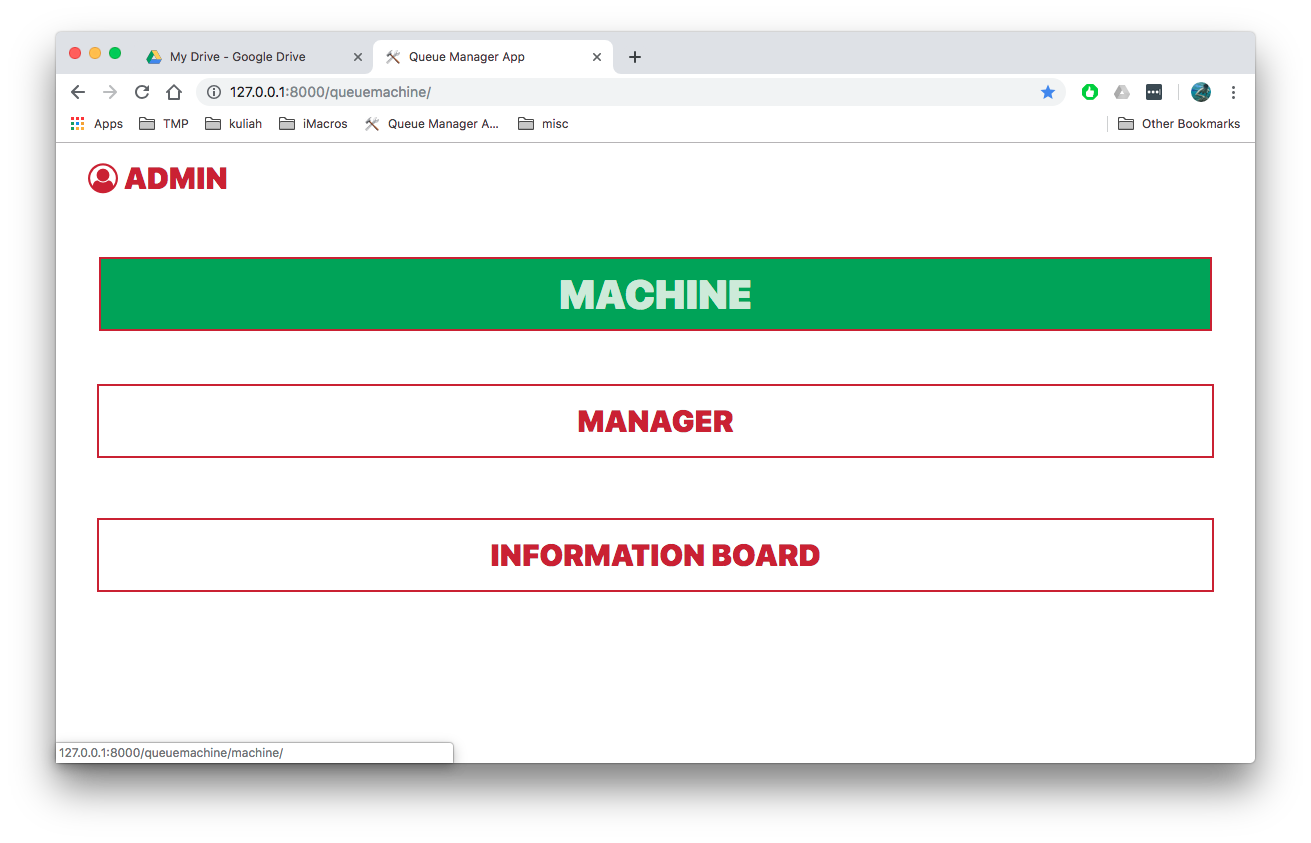 My Drive - Google Drive
Queue Manager App
127.0.0.1:8000/queuemachine/
Apps TMP kuliah iMacros Queue Manager A... misc Other Bookmarks
ADMIN
MACHINE
MANAGER
INFORMATION BOARD
127.0.0.1:8000/queuemachine/machine/